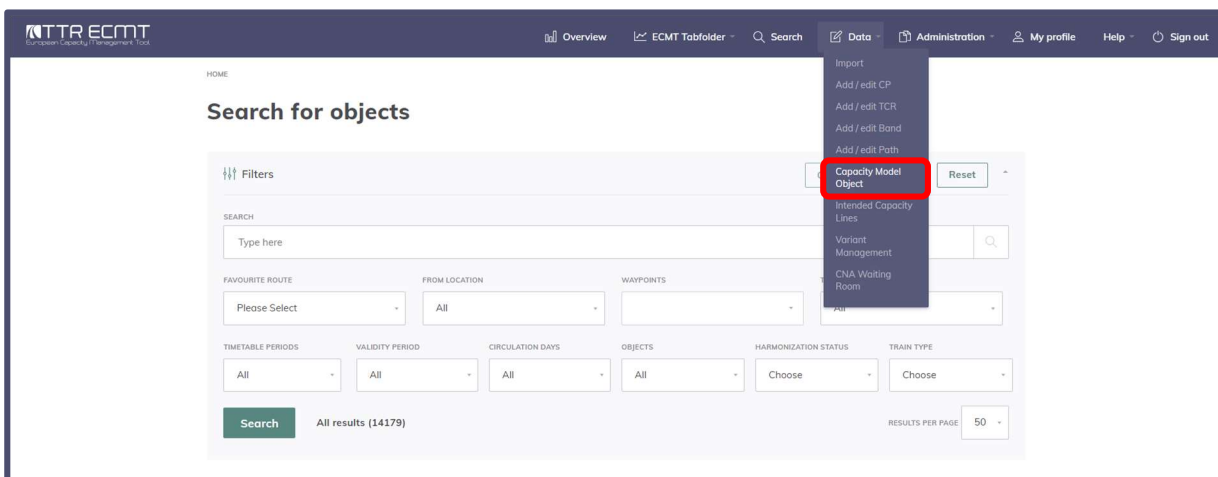 TTR ECMT
European Capacity Management Tool
Overview
ECMT Tabfolder
Search
Data
Administration
My profile
Help
Sign out
Import
Add / edit CP
Add / edit TCR
Add / edit Band
Add / edit Path
Capacity Model
Object
Intended Capacity
Lines
Variant
Management
CNA Waiting
Room
HOME
Search for objects
Filters
Reset
SEARCH
Type here
FAVOURITE ROUTE
FROM LOCATION
WAYPOINTS
Please Select
All
All
TIMETABLE PERIODS
VALIDITY PERIOD
CIRCULATION DAYS
OBJECTS
HARMONIZATION STATUS
TRAIN TYPE
All
All
All
All
Choose
Choose
Search
All results (14179)
RESULTS PER PAGE
50